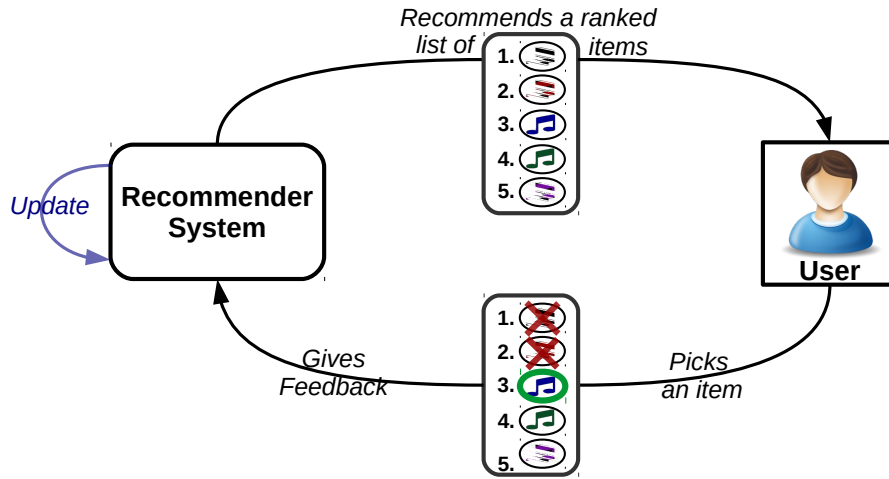 Recommends a ranked
list of items
1.
2.
3.
4.
5.
Update
Recommender
System
User
1.
2.
3.
4.
5.
Gives
Feedback
Picks
an item